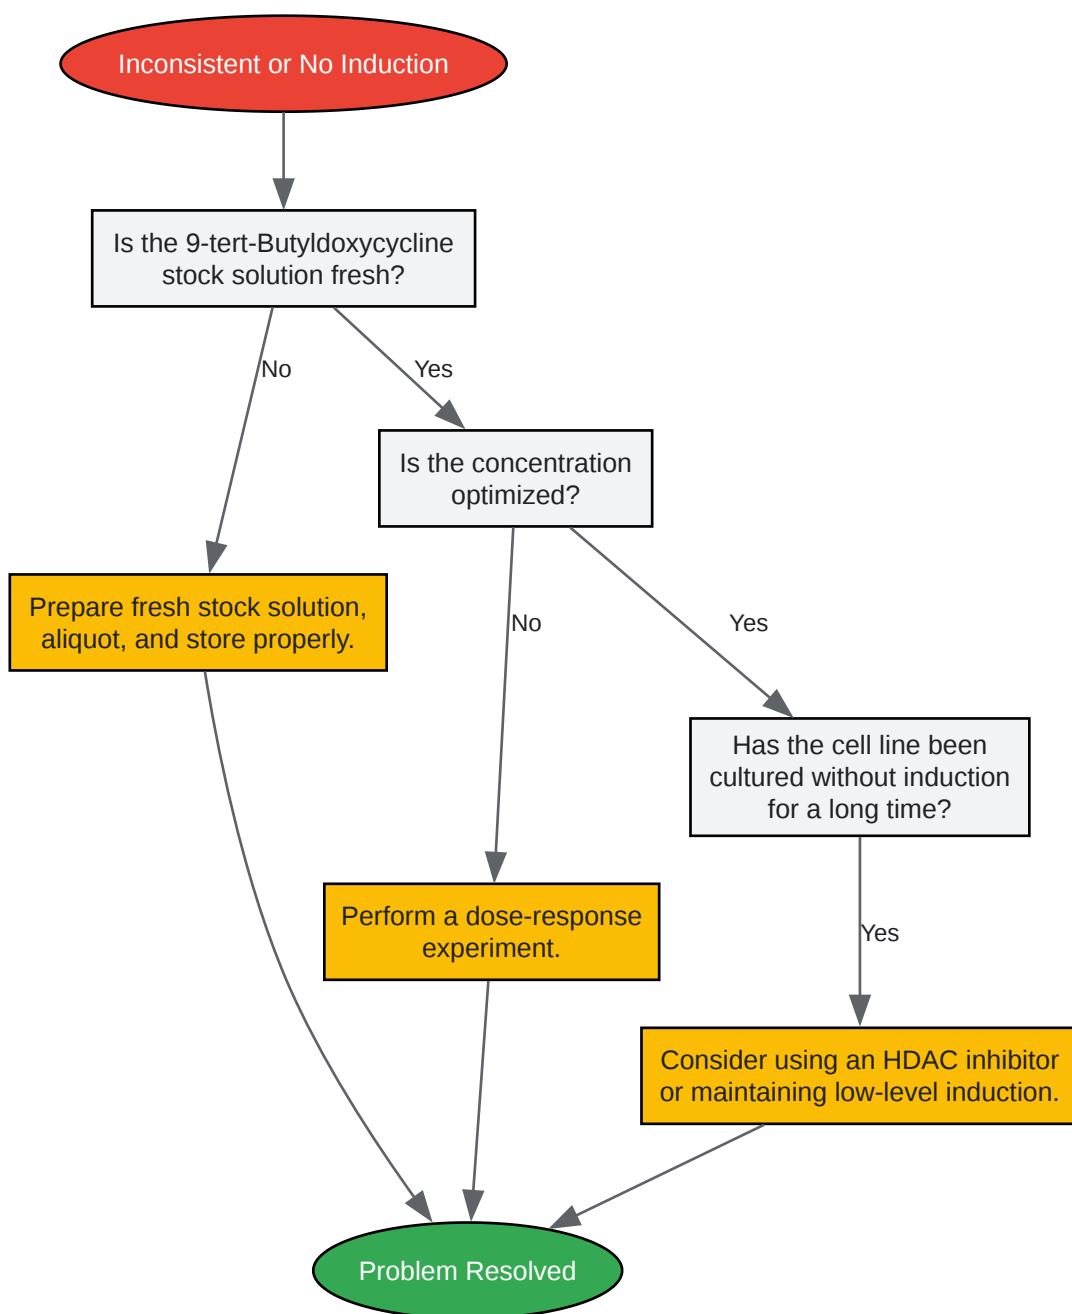 Inconsistent or No Induction
Is the 9-tert-Butyldoxycycline
stock solution fresh?
No
Yes
Is the concentration
optimized?
Prepare fresh stock solution,
aliquot, and store properly.
No
Yes
Has the cell line been
cultured without induction
for a long time?
Perform a dose-response
experiment.
Yes
Consider using an HDAC inhibitor
or maintaining low-level induction.
Problem Resolved